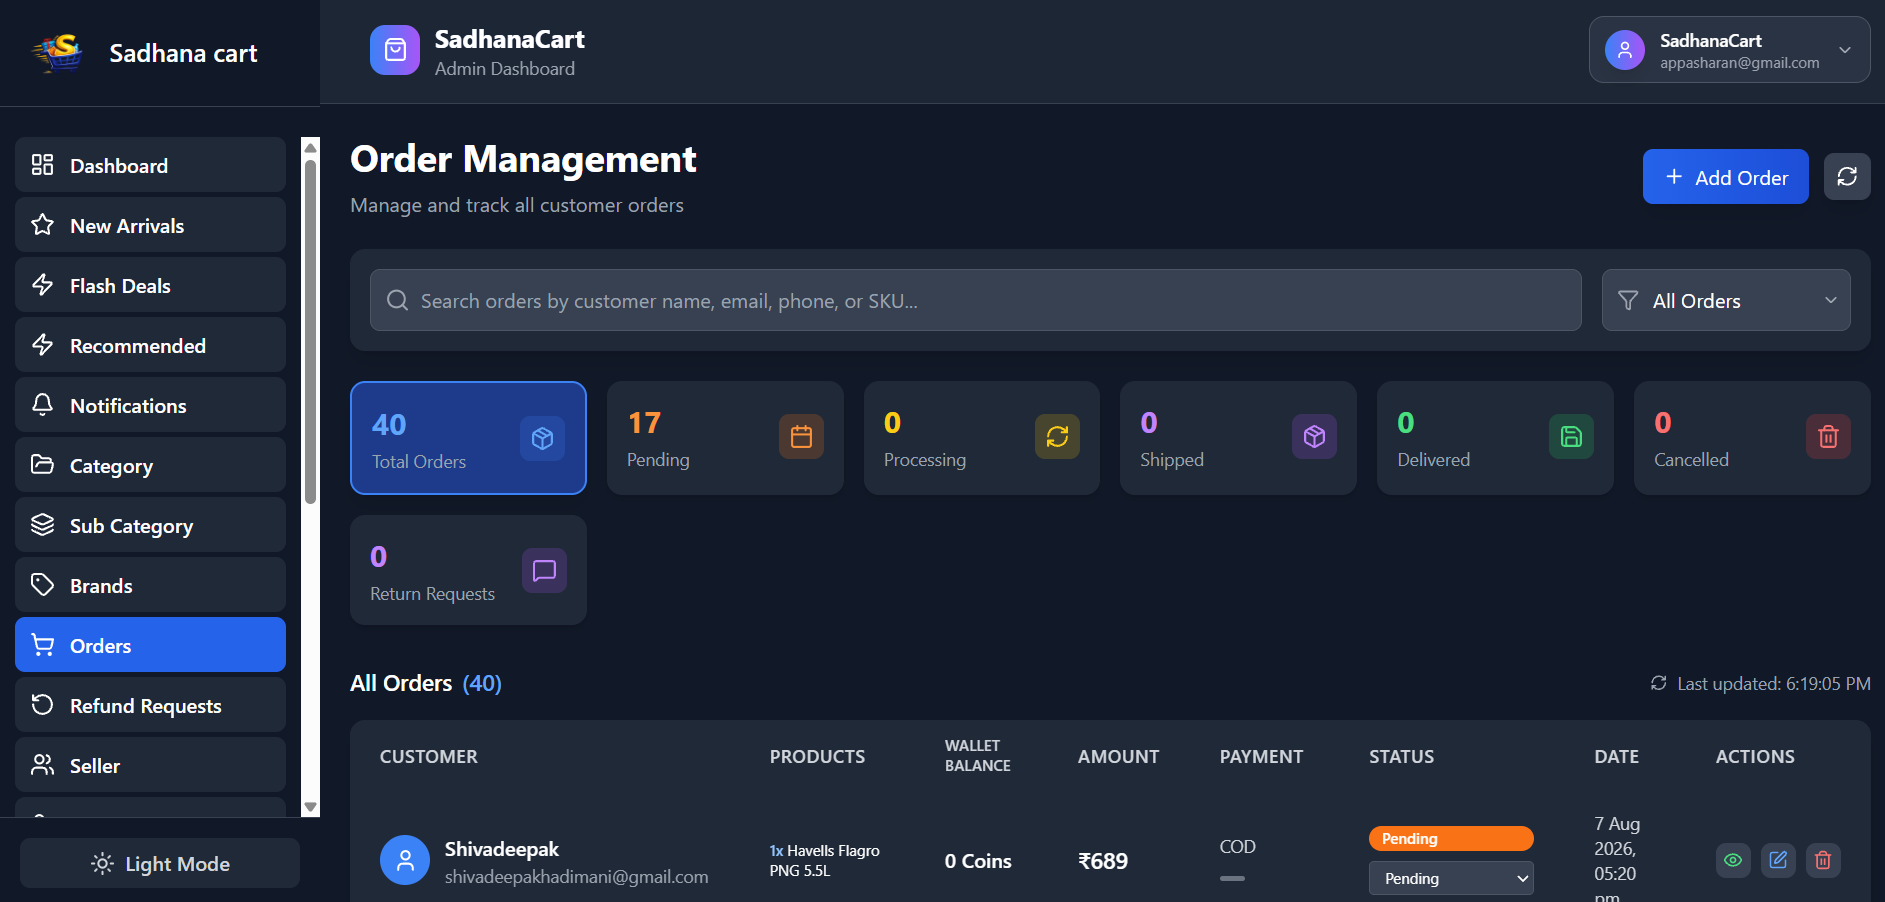 Sadhana cart
SadhanaCart
Admin Dashboard
SadhanaCart
appasharan@gmail.com
Dashboard
New Arrivals
Flash Deals
Recommended
Notifications
Category
Sub Category
Brands
Orders
Refund Requests
Seller
Light Mode
Order Management
Manage and track all customer orders
+ Add Order
Search orders by customer name, email, phone, or SKU...
All Orders
40
Total Orders
17
Pending
0
Processing
0
Shipped
0
Delivered
0
Cancelled
0
Return Requests
All Orders (40)
Last updated: 6:19:05 PM
CUSTOMER
PRODUCTS
WALLET
BALANCE
AMOUNT
PAYMENT
STATUS
DATE
ACTIONS
Shivadeepak
shivadeepakhadimani@gmail.com
1x Havells Flagro
PNG 5.5L
0 Coins
₹689
COD
Pending
Pending
7 Aug
2026,
05:20
pm